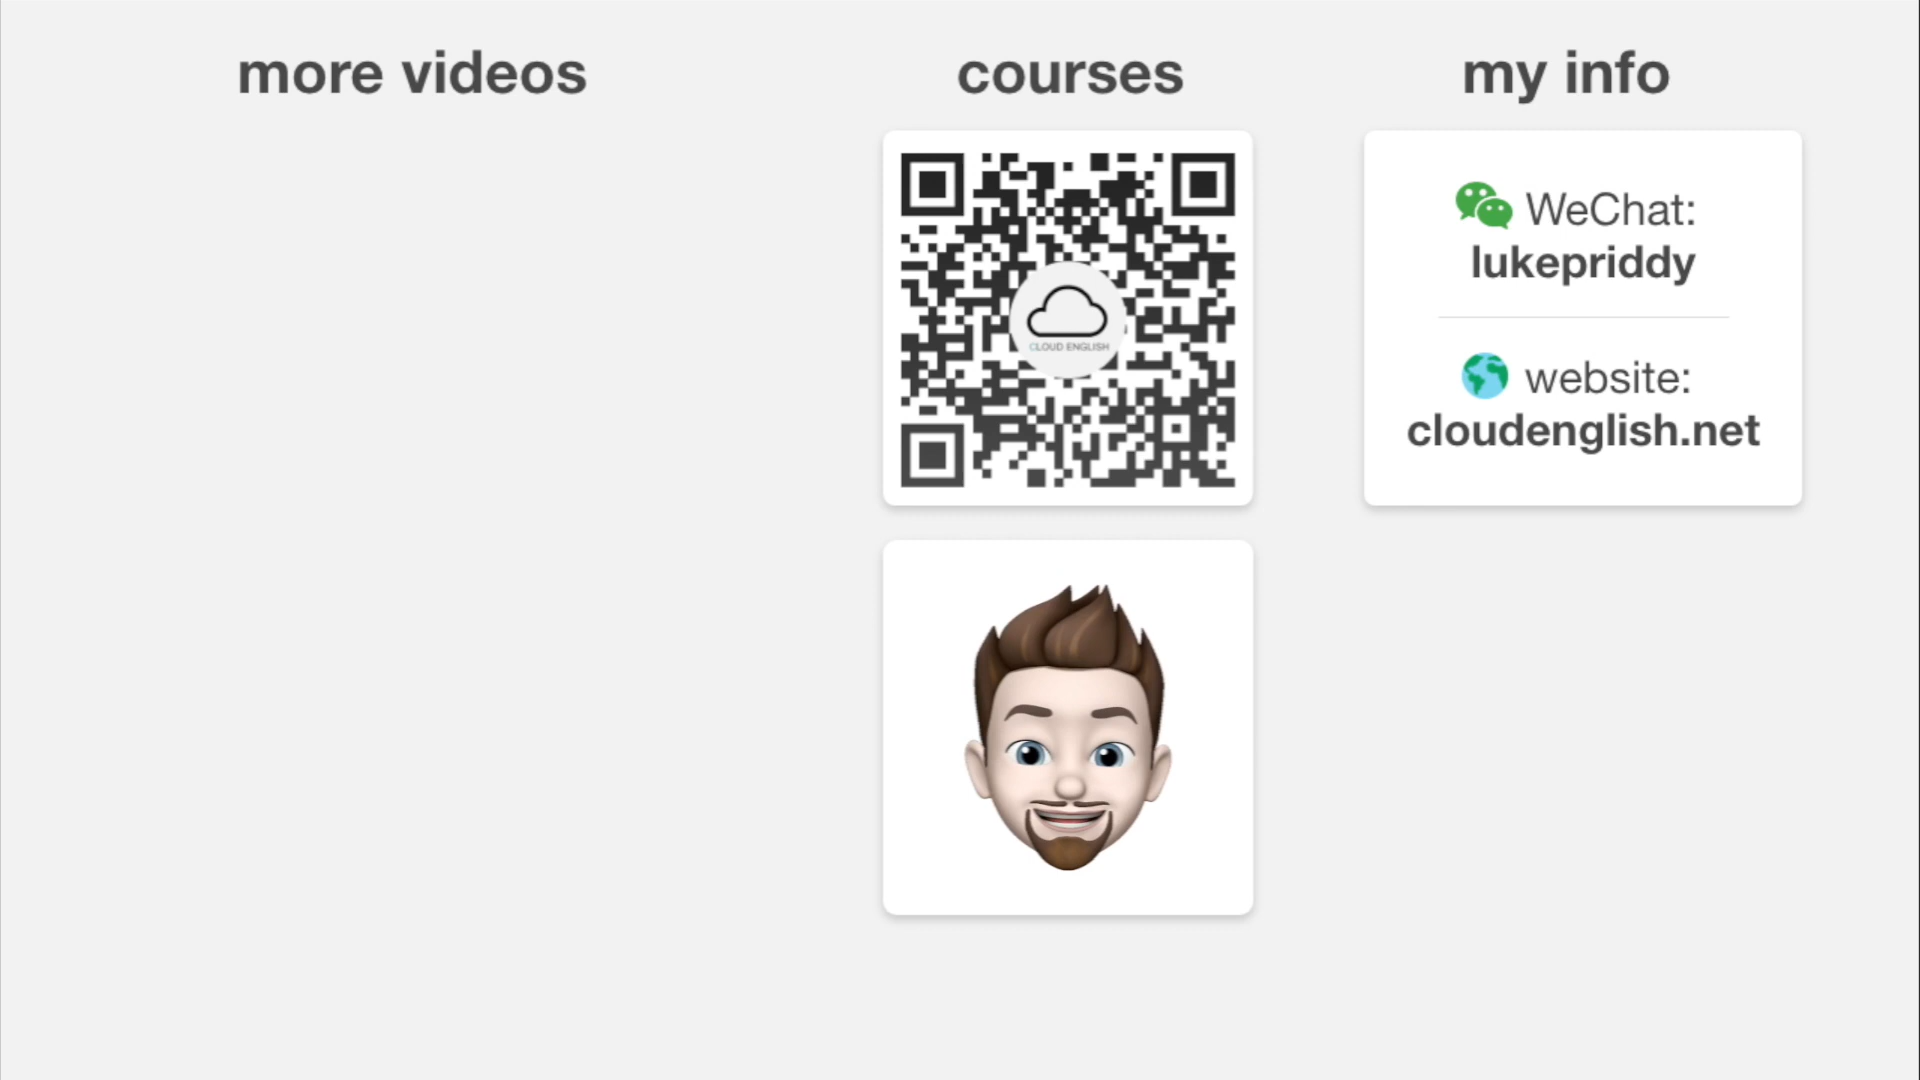 more videos
courses
CLOUD ENGLISH
my info
WeChat:
lukepriddy
website:
cloudenglish.net